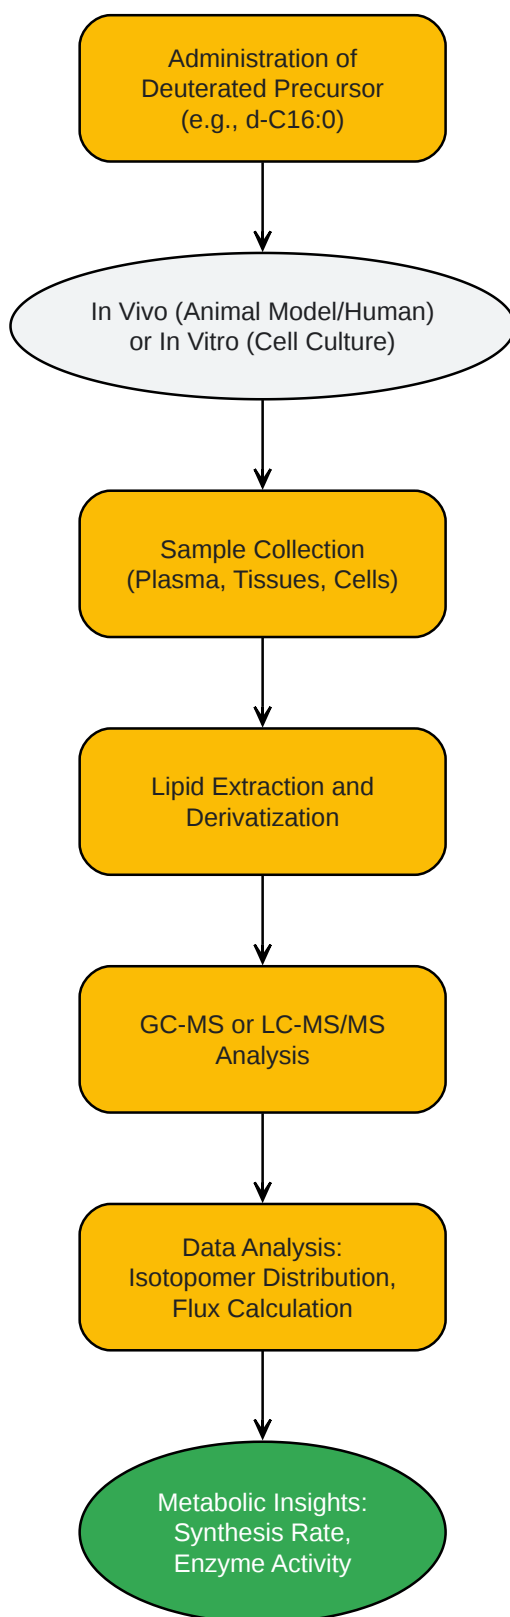 Administration of
Deuterated Precursor
(e.g., d-C16:0)
In Vivo (Animal Model/Human)
or In Vitro (Cell Culture)
Sample Collection
(Plasma, Tissues, Cells)
Lipid Extraction and
Derivatization
GC-MS or LC-MS/MS
Analysis
Data Analysis:
Isotopomer Distribution,
Flux Calculation
Metabolic Insights:
Synthesis Rate,
Enzyme Activity